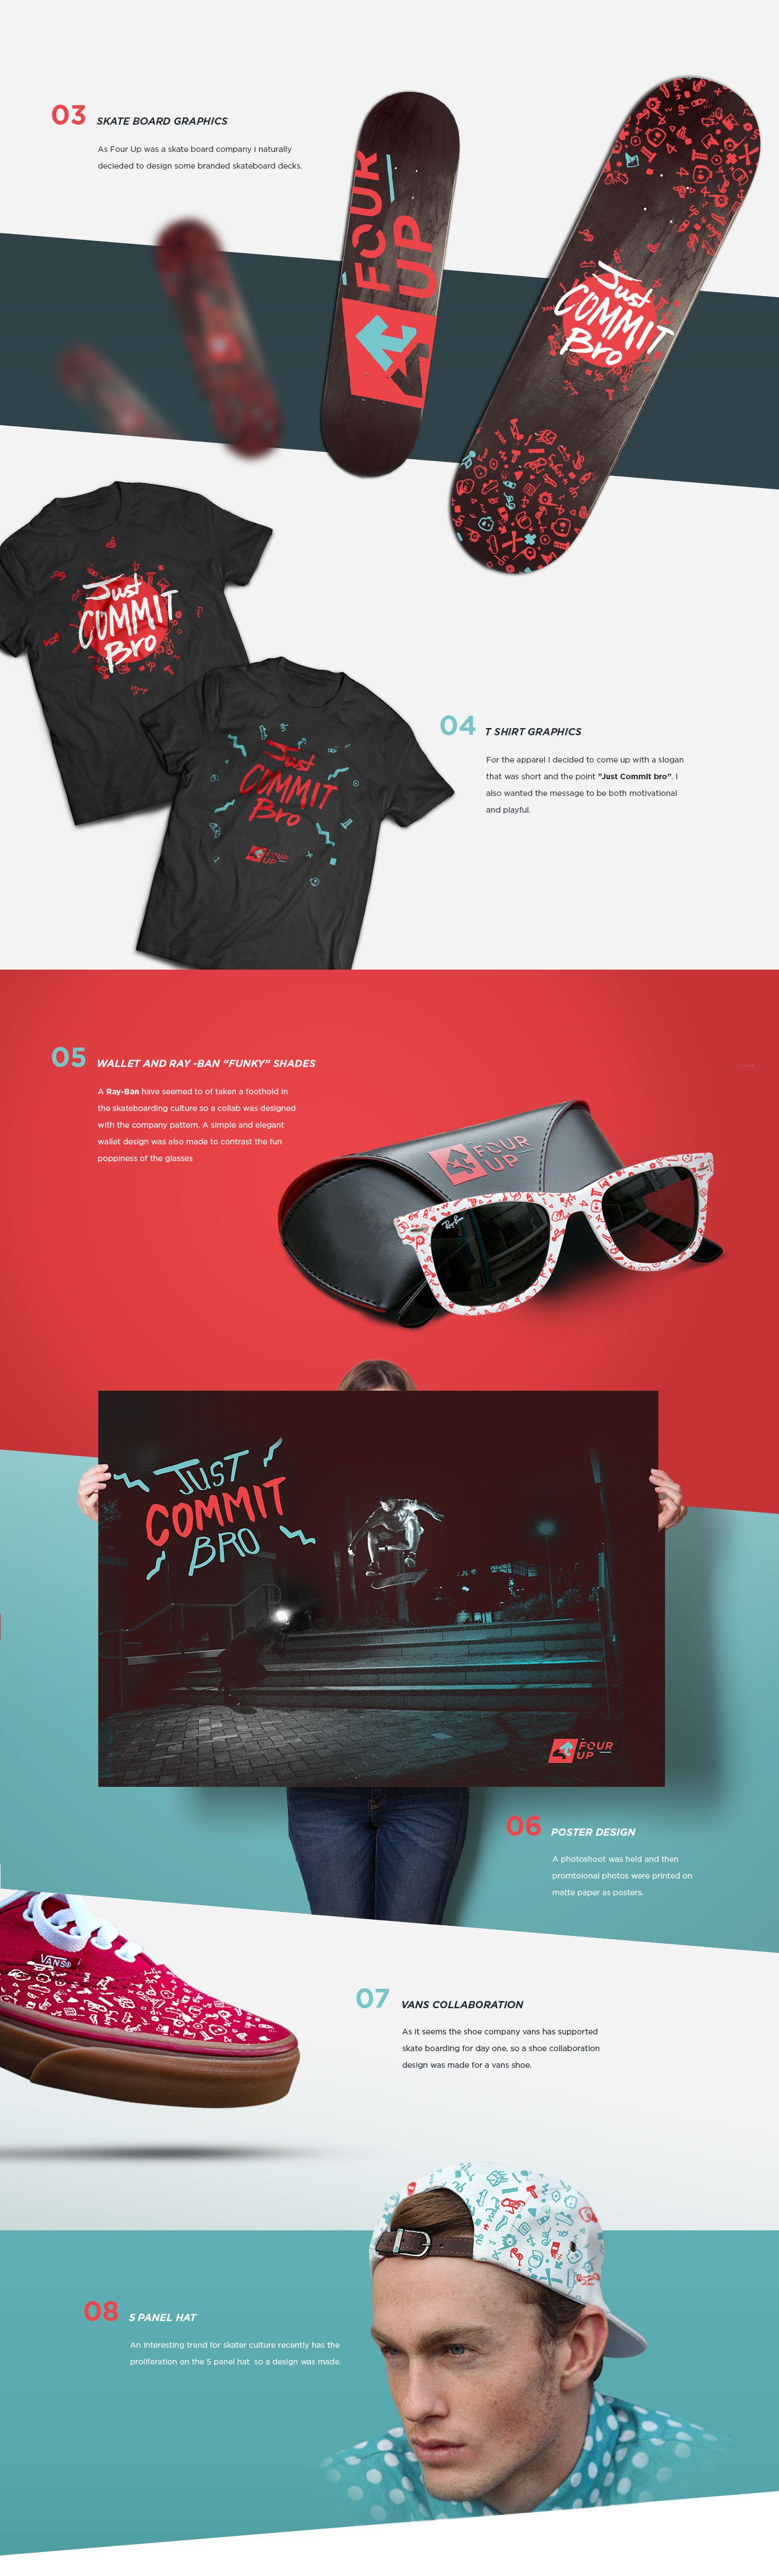 03 SKATE BOARD GRAPHICS
As Four Up was a skate board company i naturally
decieded to design some branded skateboard decks.
FOUR
UP
Just
COMMIT
Bro
Just
COMMIT
Bro
Just
COMMIT
Bro
FOUR
UP
04 T SHIRT GRAPHICS
For the apparel I decided to come up with a slogan
that was short and the point "Just Commit bro". I
also wanted the message to be both motivational
and playful.
05 WALLET AND RAY -BAN “FUNKY” SHADES
A Ray-Ban have seemed to of taken a foothold in
the skateboarding culture so a collab was designed
with the company pattern. A simple and elegant
wallet design was also made to contrast the fun
poppiness of the glasses
FOUR
UP
Ray-Ban
JUST
COMMIT
BRO
FOUR
UP
06 POSTER DESIGN
A photoshoot was held and then
promtoional photos were printed on
matte paper as posters.
VANS
07 VANS COLLABORATION
As it seems the shoe company vans has supported
skate boarding for day one, so a shoe collaboration
design was made for a vans shoe.
08 5 PANEL HAT
An interesting trend for skater culture recently has the
proliferation on the 5 panel hat so a design was made.